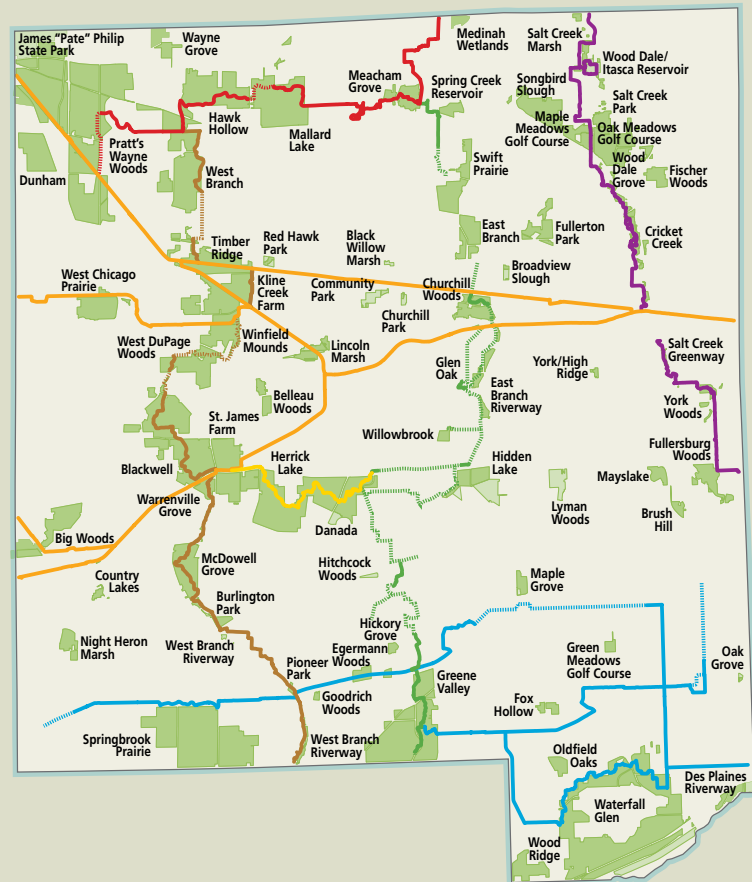 James "Pate" Philip
State Park
Wayne
Grove
Medinah
Wetlands
Salt Creek
Marsh
Wood Dale/
Itasca Reservoir
Meacham
Grove
Spring Creek
Reservoir
Songbird
Slough
Salt Creek
Park
Hawk
Hollow
Mallard
Lake
Maple
Meadows
Golf Course
Oak Meadows
Golf Course
Pratt's
Wayne
Woods
Dunham
West
Branch
Swift
Prairie
Wood
Dale
Grove
Fischer
Woods
Timber
Ridge
Red Hawk
Park
Black
Willow
Marsh
East
Branch
Fullerton
Park
Cricket
Creek
West Chicago
Prairie
Kline
Creek
Farm
Community
Park
Churchill
Park
Churchill
Woods
Broadview
Slough
West DuPage
Woods
Winfield
Mounds
Lincoln
Marsh
Glen
Oak
York/High
Ridge
Salt Creek
Greenway
Belleau
Woods
East
Branch
Riverway
York
Woods
St. James
Farm
Willowbrook
Fullersburg
Woods
Blackwell
Herrick
Lake
Hidden
Lake
Mayslake
Warrenville
Grove
Danada
Lyman
Woods
Brush
Hill
Big Woods
McDowell
Grove
Hitchcock
Woods
Maple
Grove
Country
Lakes
Burlington
Park
Hickory
Grove
Night Heron
Marsh
West Branch
Riverway
Egermann
Woods
Pioneer
Park
Green
Meadows
Golf Course
Oak
Grove
Greene
Valley
Goodrich
Woods
Fox
Hollow
Springbrook
Prairie
West Branch
Riverway
Oldfield
Oaks
Des Plaines
Riverway
Waterfall
Glen
Wood
Ridge